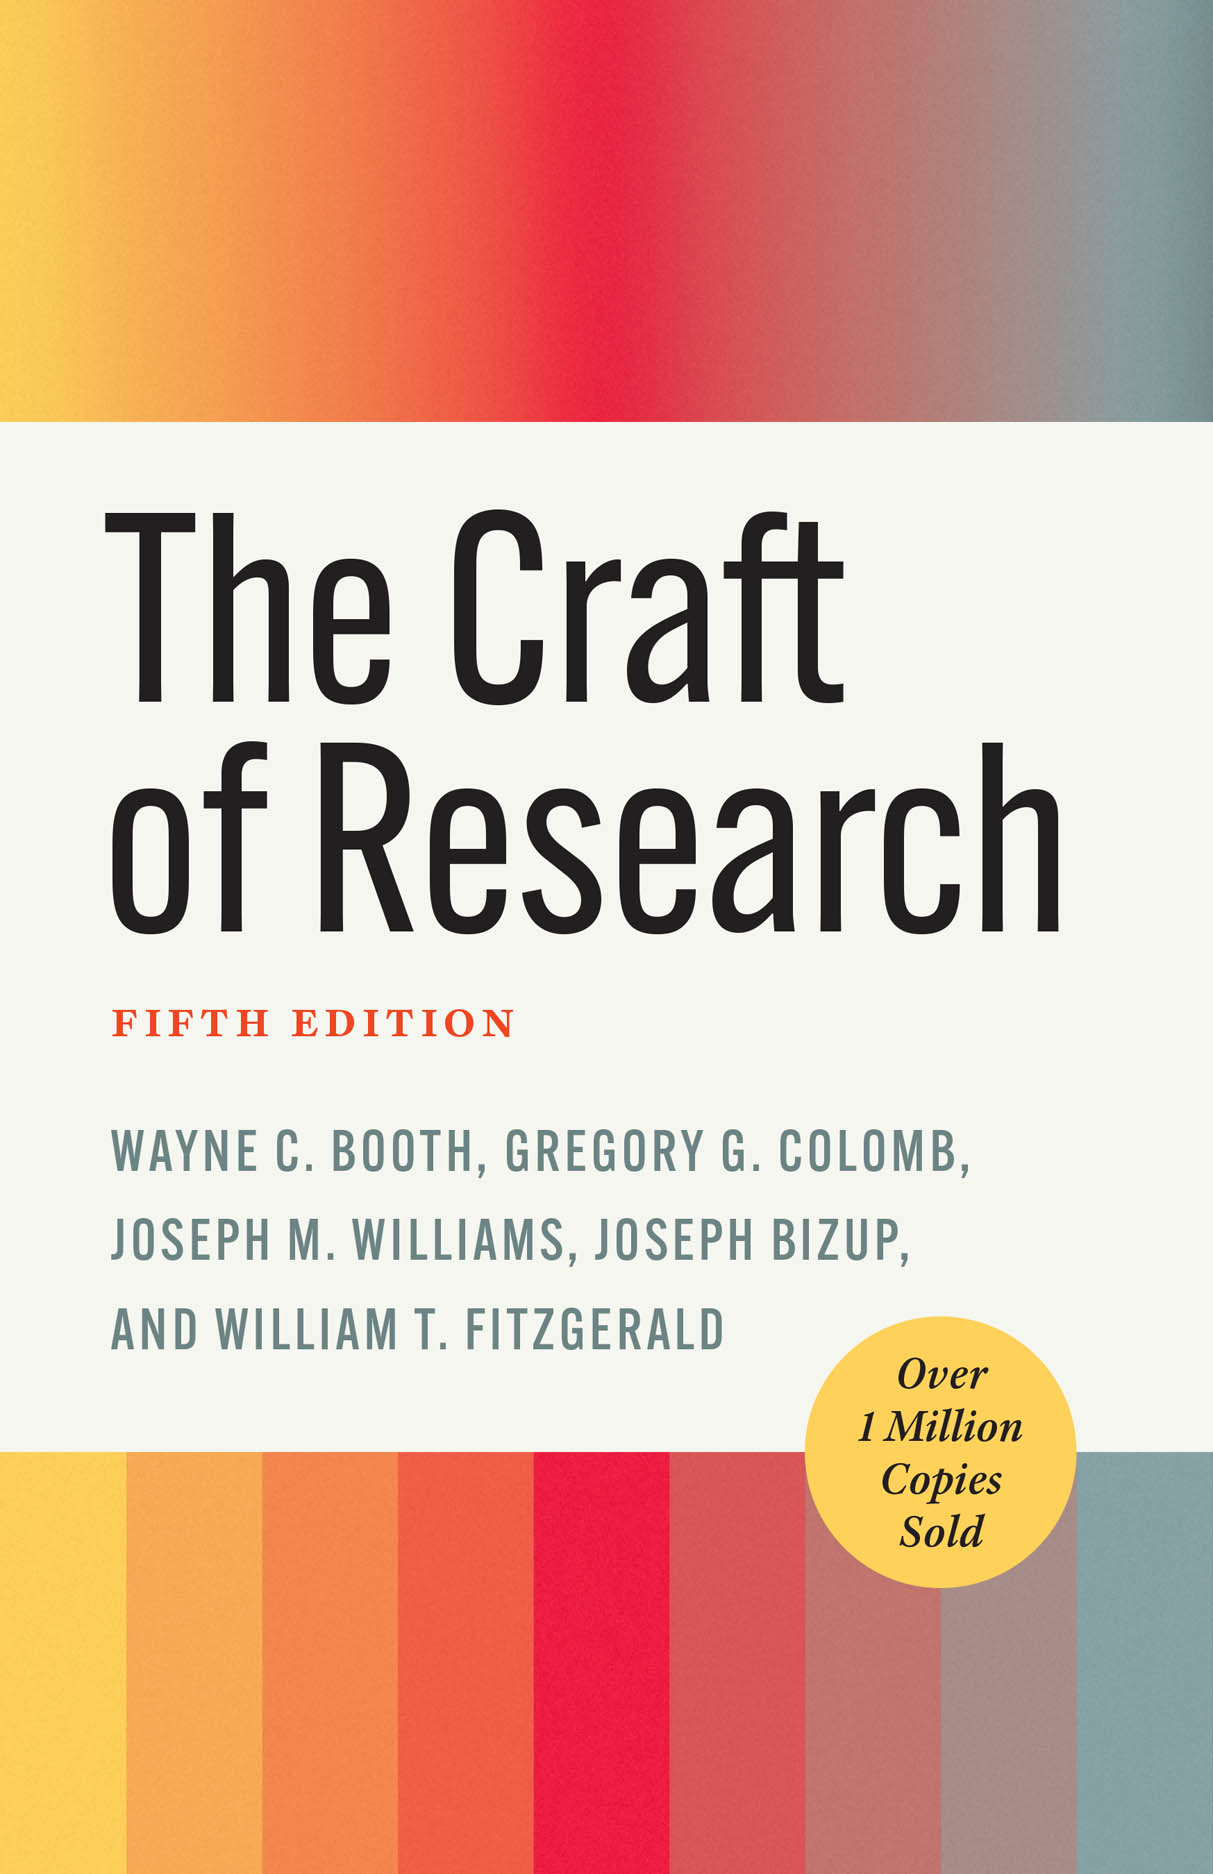 The Craft
of Research
FIFTH EDITION
WAYNE C. BOOTH, GREGORY G. COLOMB,
JOSEPH M. WILLIAMS, JOSEPH BIZUP,
AND WILLIAM T. FITZGERALD
Over
1 Million
Copies
Sold